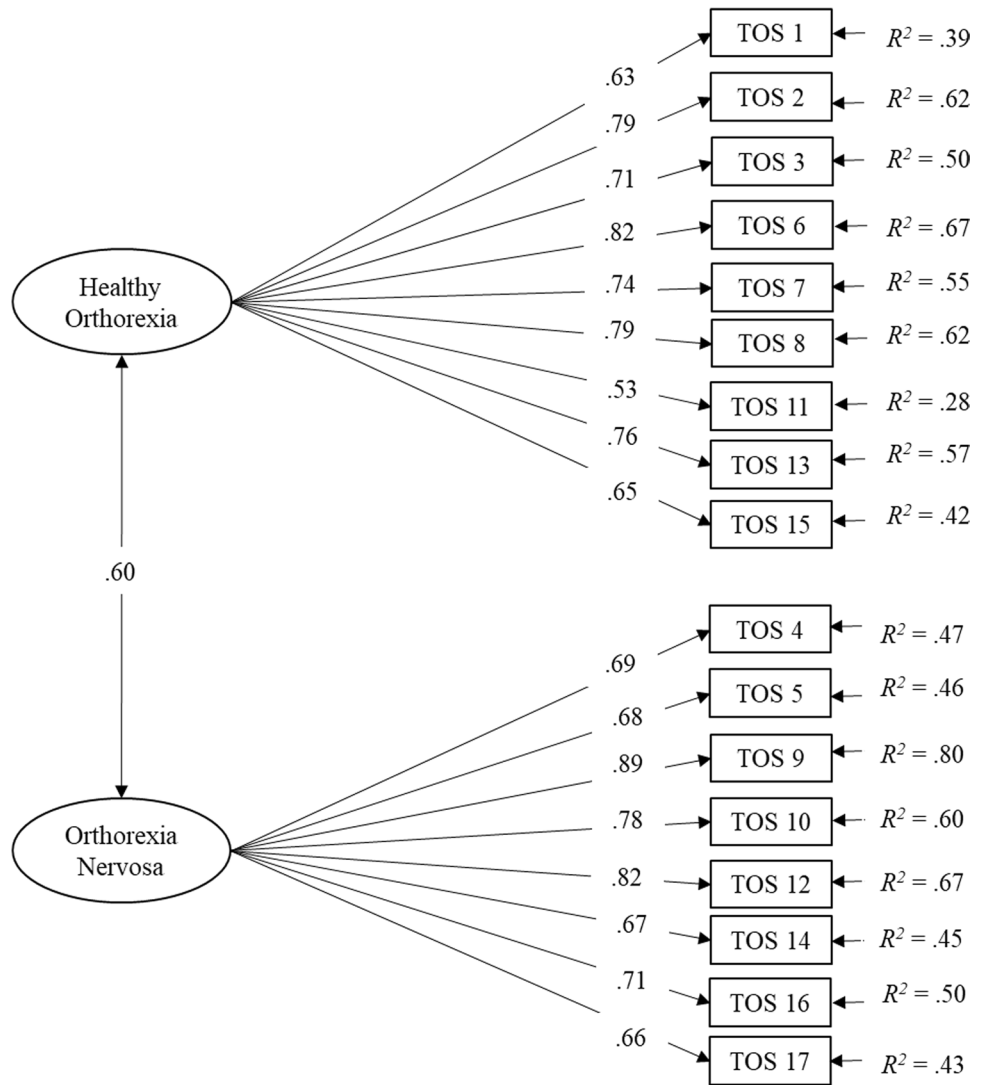 TOS 1
R² = .39
.63
TOS 2
R² = .62
.79
TOS 3
R² = .50
.71
TOS 6
R² = .67
.82
TOS 7
R² = .55
.74
TOS 8
R² = .62
.79
TOS 11
R² = .28
.53
TOS 13
R² = .57
.76
TOS 15
R² = .42
.65
Healthy
Orthorexia
.60
TOS 4
R² = .47
.69
TOS 5
R² = .46
.68
TOS 9
R² = .80
.89
TOS 10
R² = .60
.78
TOS 12
R² = .67
.82
TOS 14
R² = .45
.67
TOS 16
R² = .50
.71
TOS 17
R² = .43
.66
Orthorexia
Nervosa